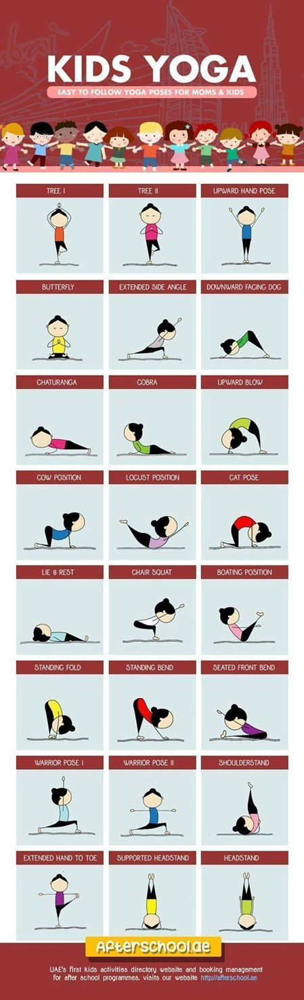 KIDS YOGA
EASY TO FOLLOW YOGA POSES FOR MOMS & KIDS
TREE I
TREE II
UPWARD HAND POSE
BUTTERFLY
EXTENDED SIDE ANGLE
DOWNWARD FACING DOG
CHATURANGA
COBRA
UPWARD BLOW
COW POSITION
LOCUST POSITION
CAT POSE
LIE & REST
CHAIR SQUAT
BOATING POSITION
STANDING FOLD
STANDING BEND
SEATED FRONT BEND
WARRIOR POSE I
WARRIOR POSE II
SHOULDERSTAND
EXTENDED HAND TO TOE
SUPPORTED HEADSTAND
HEADSTAND
Afterschool.ae
UAE's first Kids activities directory website and booking management
for after school programmes. visits our website http://afterschool.ae